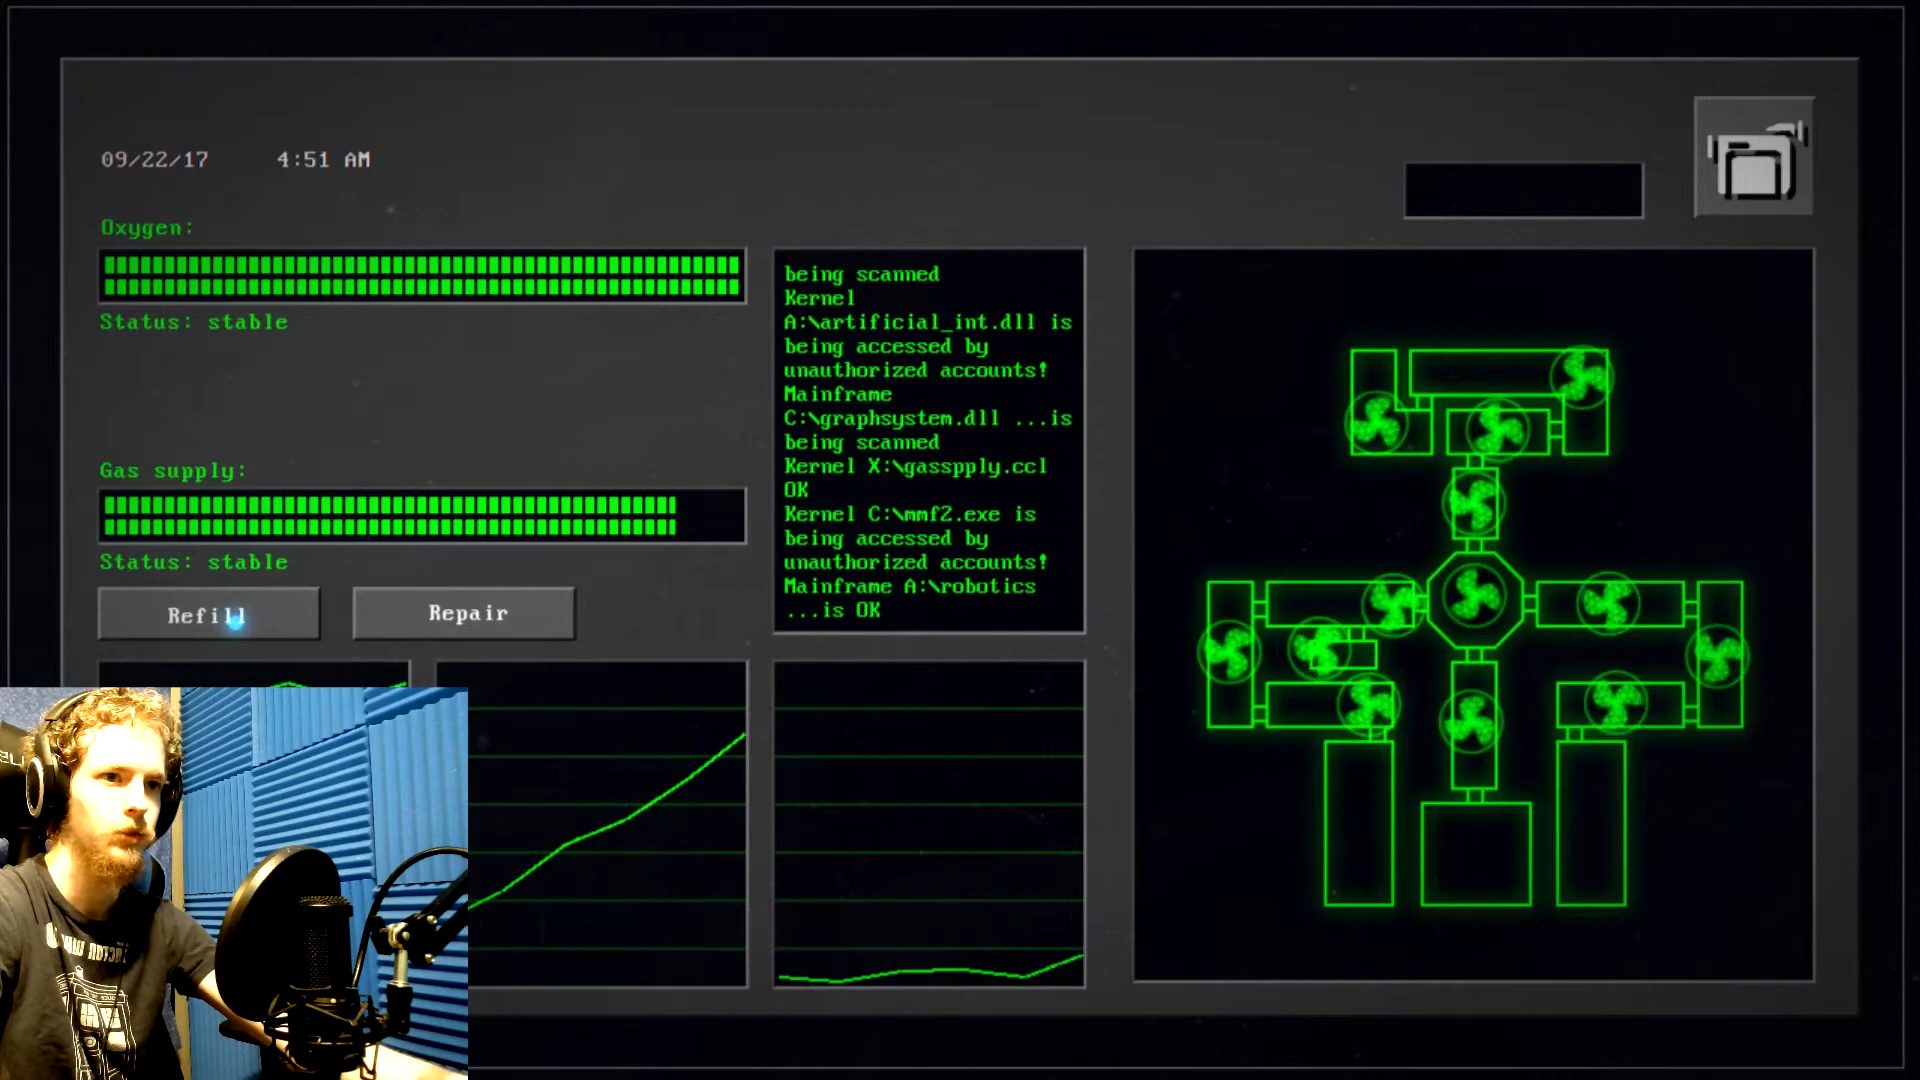 09/22/17 4:51 AM
Oxygen:
Status: stable
Gas supply:
Status: stable
Refill
Repair
being scanned
Kernel
A:\artificial_int.dll is
being accessed by
unauthorized accounts!
Mainframe
C:\graphsystem.dll ...is
being scanned
Kernel X:\gasspply.ccl
OK
Kernel C:\mmf2.exe is
being accessed by
unauthorized accounts!
Mainframe A:\robotics
...is OK